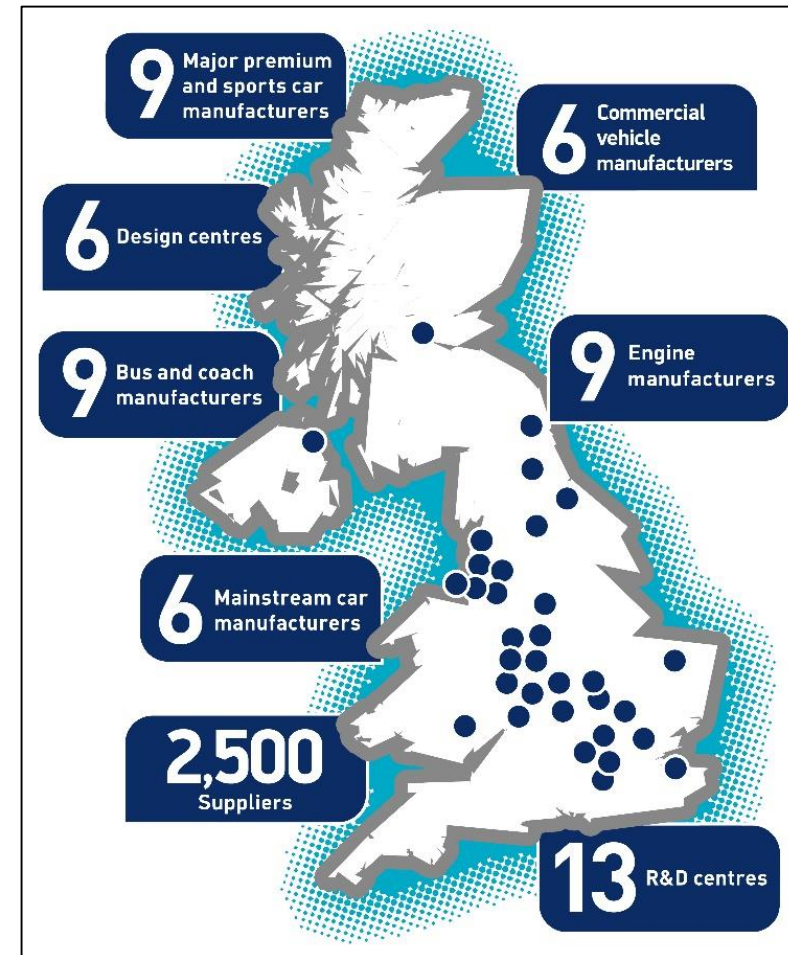 9 Major premium
and sports car
manufacturers
6 Commercial
vehicle
manufacturers
6 Design centres
9 Bus and coach
manufacturers
9 Engine
manufacturers
6 Mainstream car
manufacturers
2,500
Suppliers
13 R&D centres